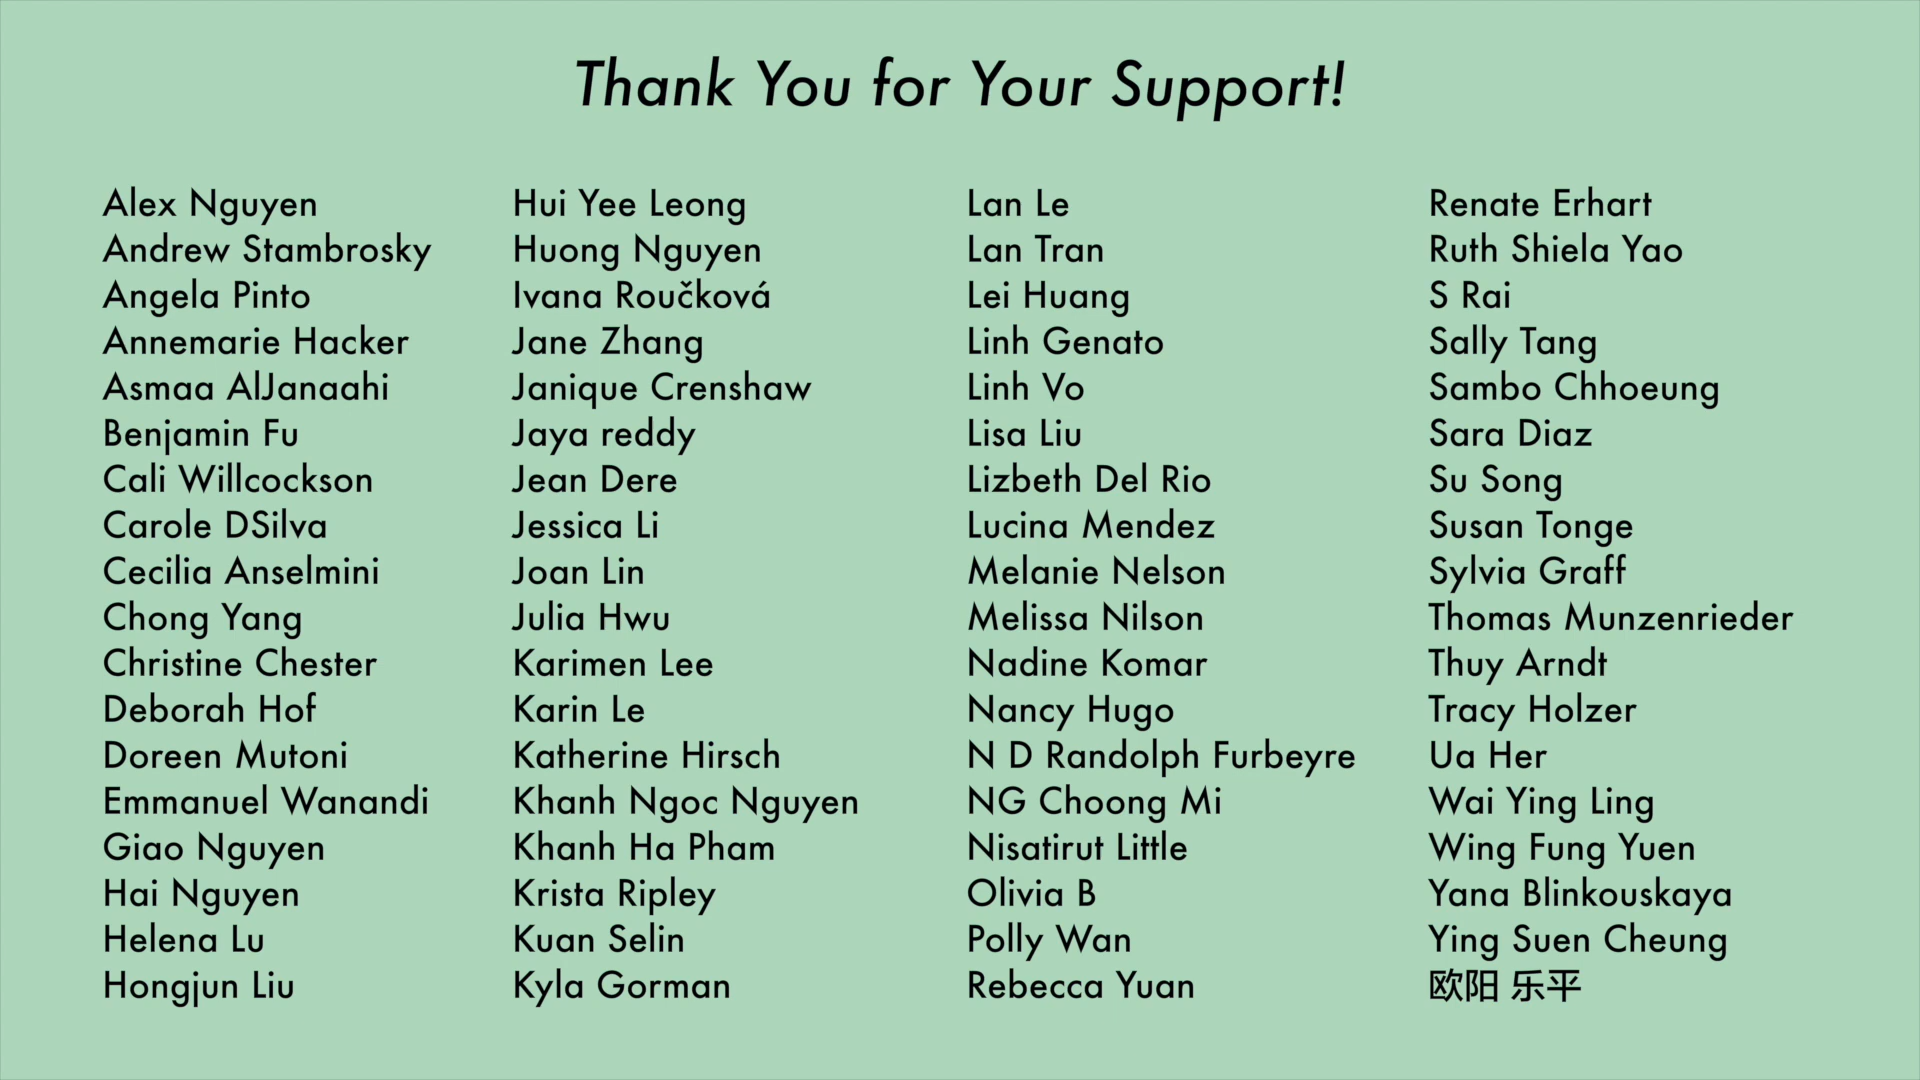 Thank You for Your Support!
Alex Nguyen
Andrew Stambrosky
Angela Pinto
Annemarie Hacker
Asmaa AlJanaahi
Benjamin Fu
Cali Willcockson
Carole DSilva
Cecilia Anselmini
Chong Yang
Christine Chester
Deborah Hof
Doreen Mutoni
Emmanuel Wanandi
Giao Nguyen
Hai Nguyen
Helena Lu
Hongjun Liu
Hui Yee Leong
Huong Nguyen
Ivana Roučková
Jane Zhang
Janique Crenshaw
Jaya reddy
Jean Dere
Jessica Li
Joan Lin
Julia Hwu
Karimen Lee
Karin Le
Katherine Hirsch
Khanh Ngoc Nguyen
Khanh Ha Pham
Krista Ripley
Kuan Selin
Kyla Gorman
Lan Le
Lan Tran
Lei Huang
Linh Genato
Linh Vo
Lisa Liu
Lizbeth Del Rio
Lucina Mendez
Melanie Nelson
Melissa Nilson
Nadine Komar
Nancy Hugo
N D Randolph Furbeyre
NG Choong Mi
Nisatirut Little
Olivia B
Polly Wan
Rebecca Yuan
Renate Erhart
Ruth Shiela Yao
S Rai
Sally Tang
Sambo Chhoeung
Sara Diaz
Su Song
Susan Tonge
Sylvia Graff
Thomas Munzenrieder
Thuy Arndt
Tracy Holzer
Ua Her
Wai Ying Ling
Wing Fung Yuen
Yana Blinkouskaya
Ying Suen Cheung
欧阳 乐平